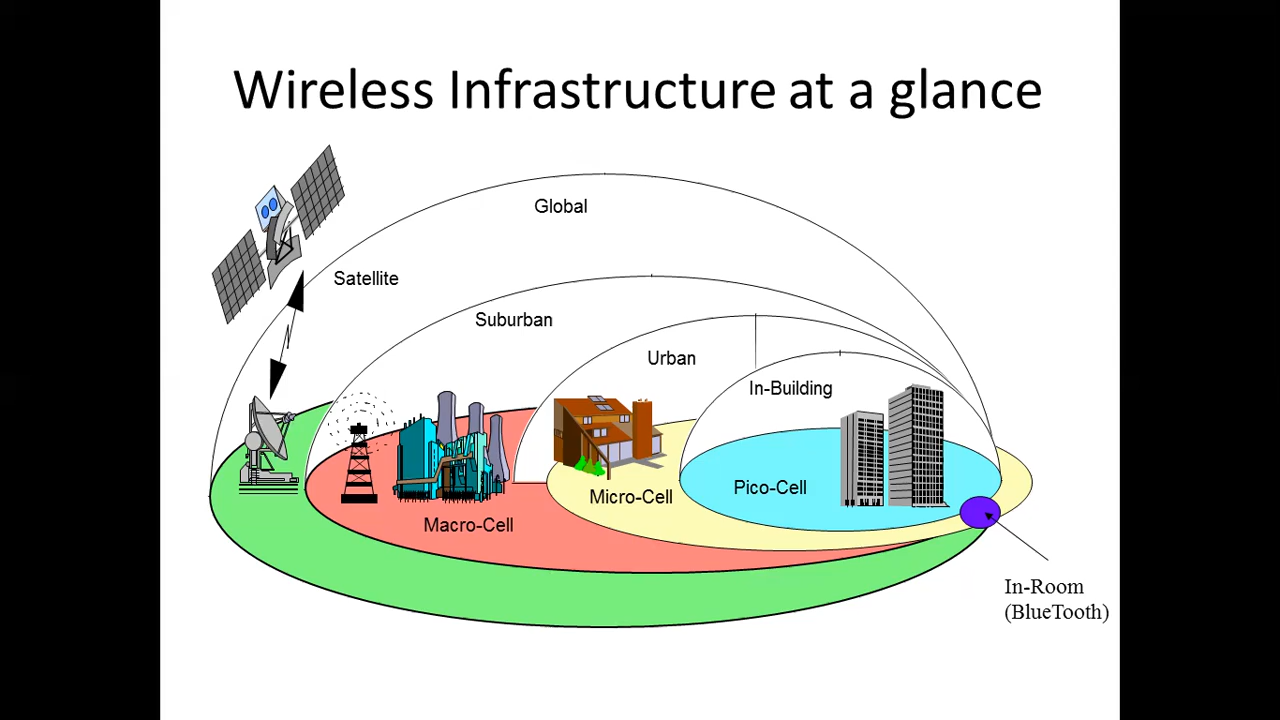 Wireless Infrastructure at a glance
Global
Satellite
Suburban
Urban
In-Building
Pico-Cell
Micro-Cell
Macro-Cell
In-Room
(BlueTooth)